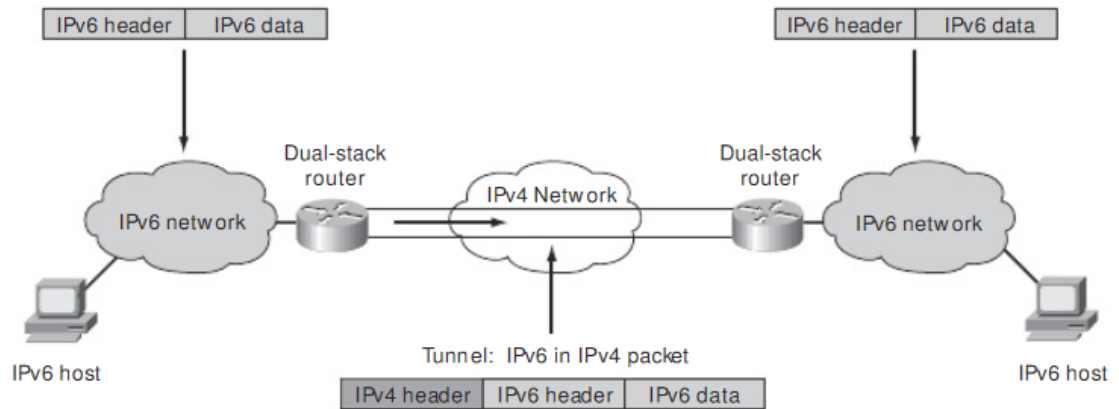 IPv6 header IPv6 data
IPv6 header IPv6 data
Dual-stack
router
Dual-stack
router
IPv4 Network
IPv6 network
IPv6 network
Tunnel: IPv6 in IPv4 packet
IPv6 host
IPv6 host
IPv4 header IPv6 header IPv6 data